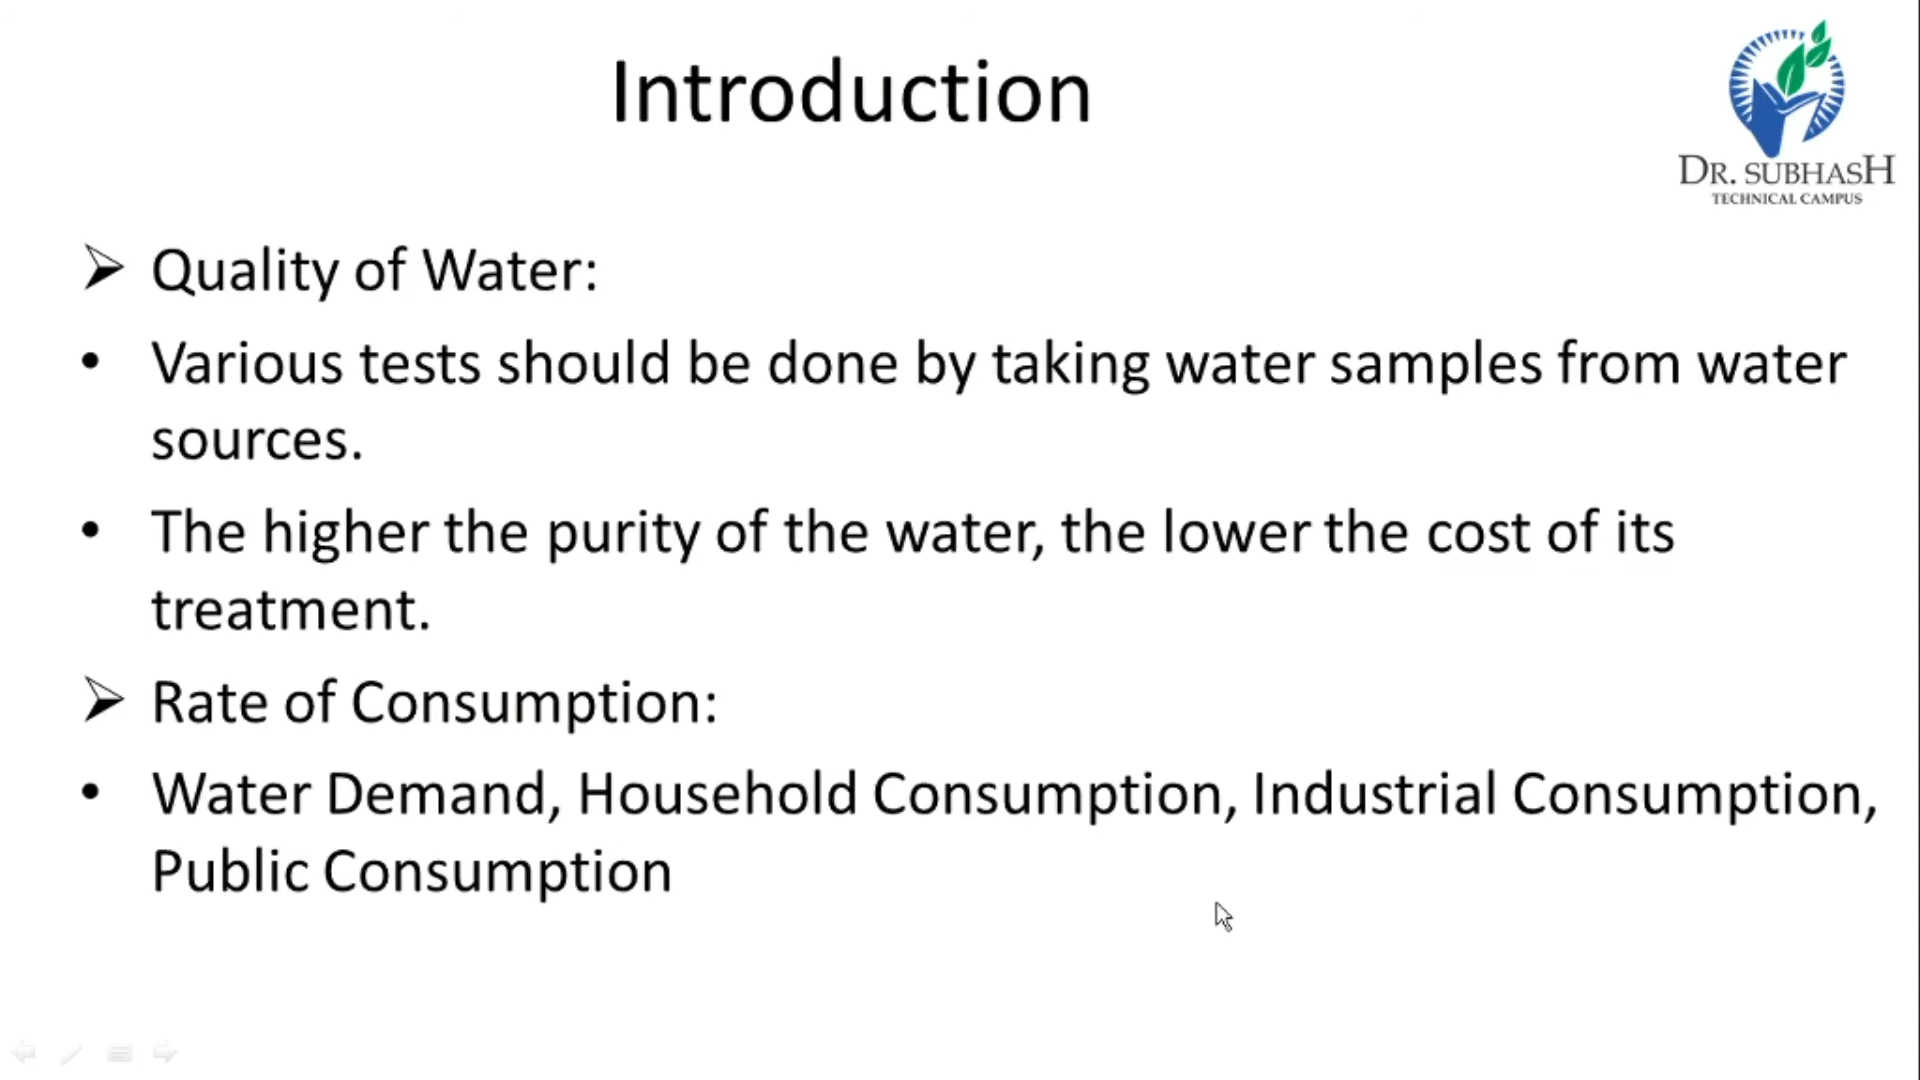 Introduction
DR. SUBHASH
TECHNICAL CAMPUS
➢ Quality of Water:
• Various tests should be done by taking water samples from water
sources.
• The higher the purity of the water, the lower the cost of its
treatment.
➢ Rate of Consumption:
• Water Demand, Household Consumption, Industrial Consumption,
Public Consumption